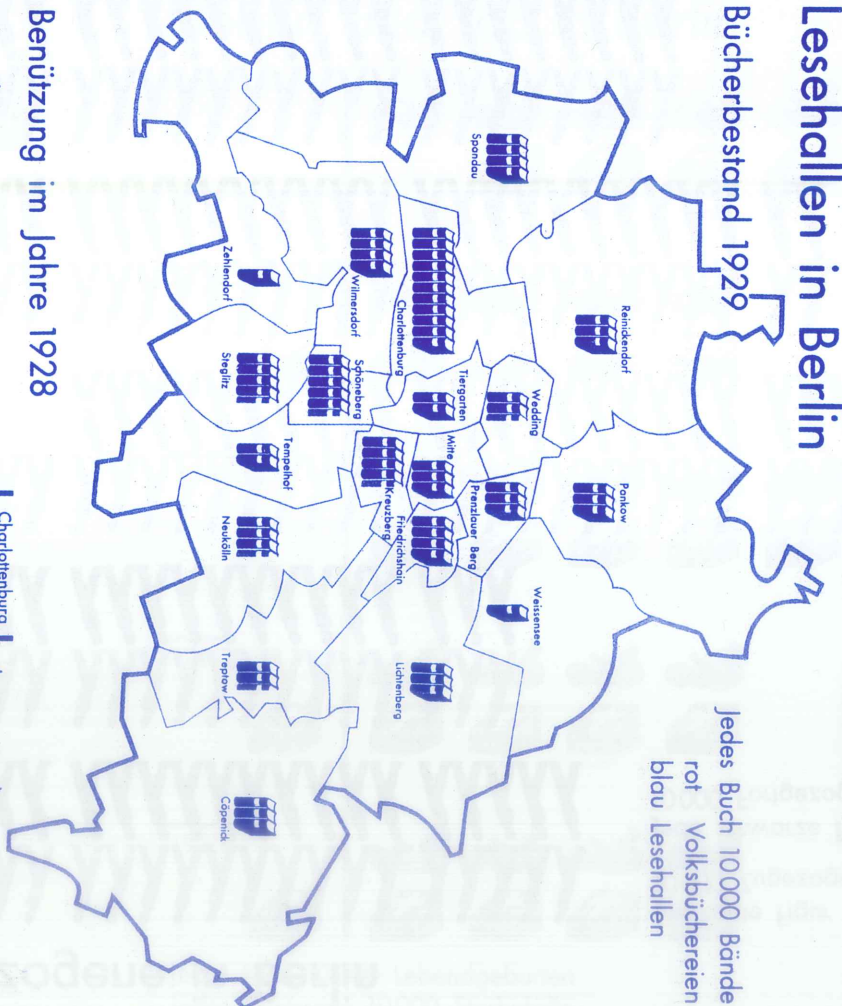 Lesehallen in Berlin
Bücherbestand 1929
Jedes Buch 10000 Bände
rot Volksbüchereien
blau Lesehallen
Reinickendorf
Pankow
Spandau
Wedding
Weissensee
Prenzlauer Berg
Tiergarten
Mitte
Charlottenburg
Friedrichshain
Lichtenberg
Wilmersdorf
Schöneberg
Kreuzberg
Zehlendorf
Steglitz
Tempelhof
Neukölln
Treptow
Cöpenick
Benützung im Jahre 1928
Charlottenburg